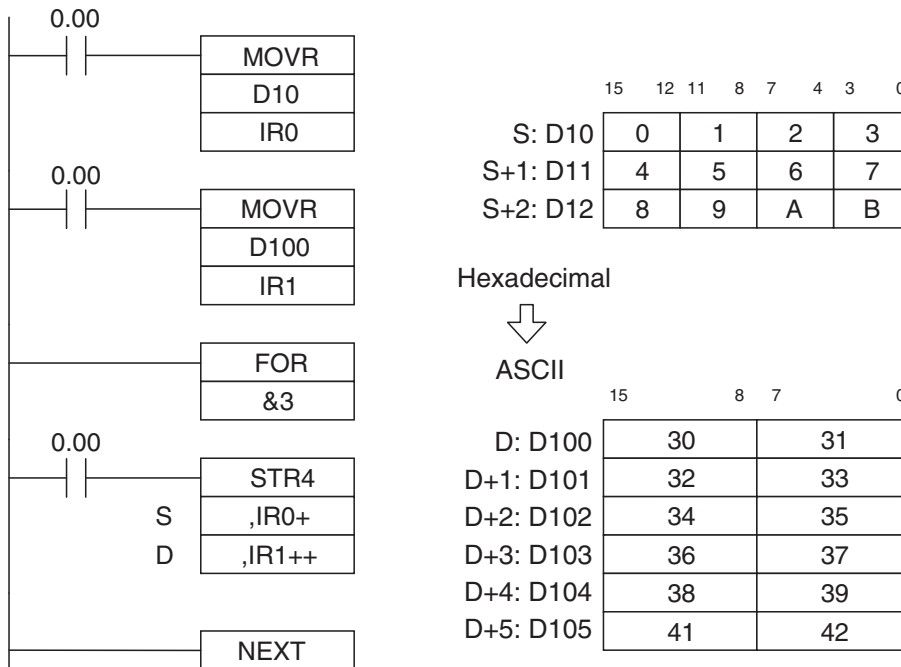 0.00
MOVR
D10
IR0
0.00
MOVR
D100
IR1
FOR
&3
0.00
STR4
S ,IR0+
D ,IR1++
NEXT
15 12 11 8 7 4 3 0
S: D10 0 1 2 3
S+1: D11 4 5 6 7
S+2: D12 8 9 A B
Hexadecimal
ASCII
15 8 7 0
D: D100 30 31
D+1: D101 32 33
D+2: D102 34 35
D+3: D103 36 37
D+4: D104 38 39
D+5: D105 41 42